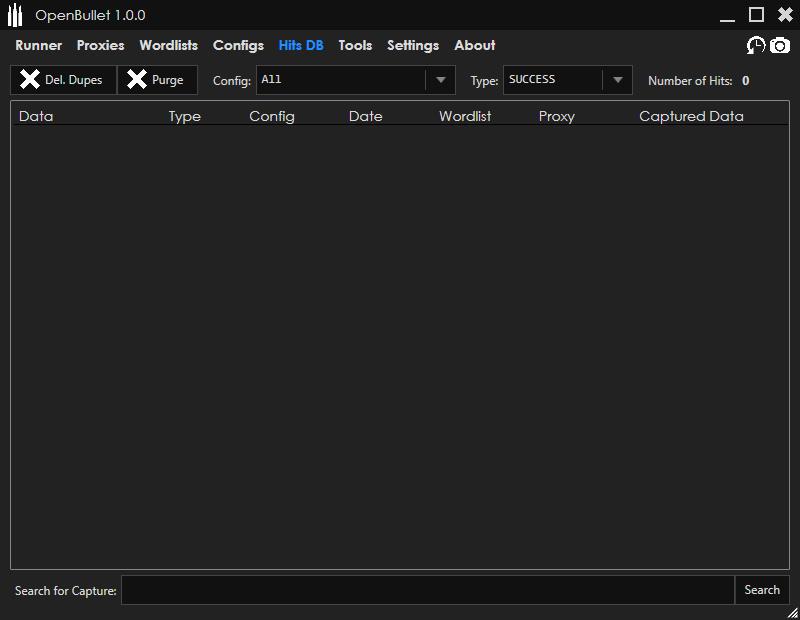 OpenBullet 1.0.0
Runner Proxies Wordlists Configs Hits DB Tools Settings About
Del. Dupes Purge Config: All Type: SUCCESS Number of Hits: 0
Data Type Config Date Wordlist Proxy Captured Data
Search for Capture: Search